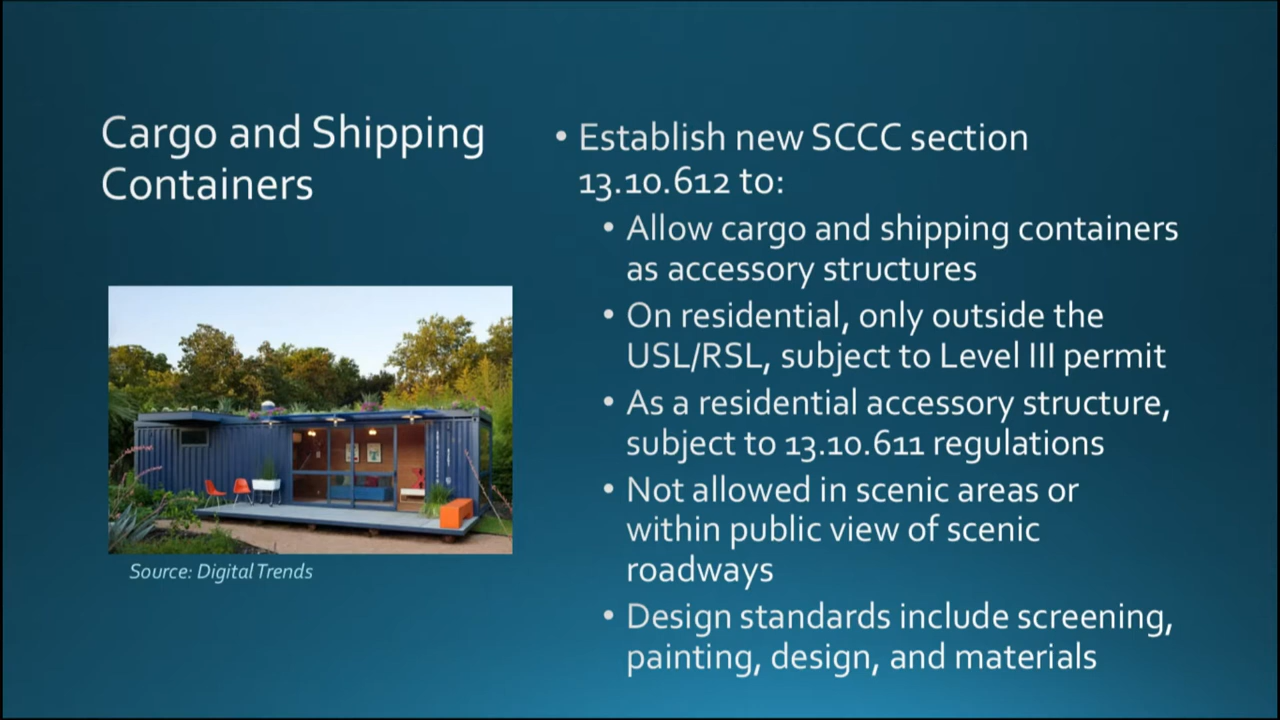 Cargo and Shipping
Containers
Source: Digital Trends
• Establish new SCCC section
13.10.612 to:
• Allow cargo and shipping containers
as accessory structures
• On residential, only outside the
USL/RSL, subject to Level III permit
• As a residential accessory structure,
subject to 13.10.611 regulations
• Not allowed in scenic areas or
within public view of scenic
roadways
• Design standards include screening,
painting, design, and materials